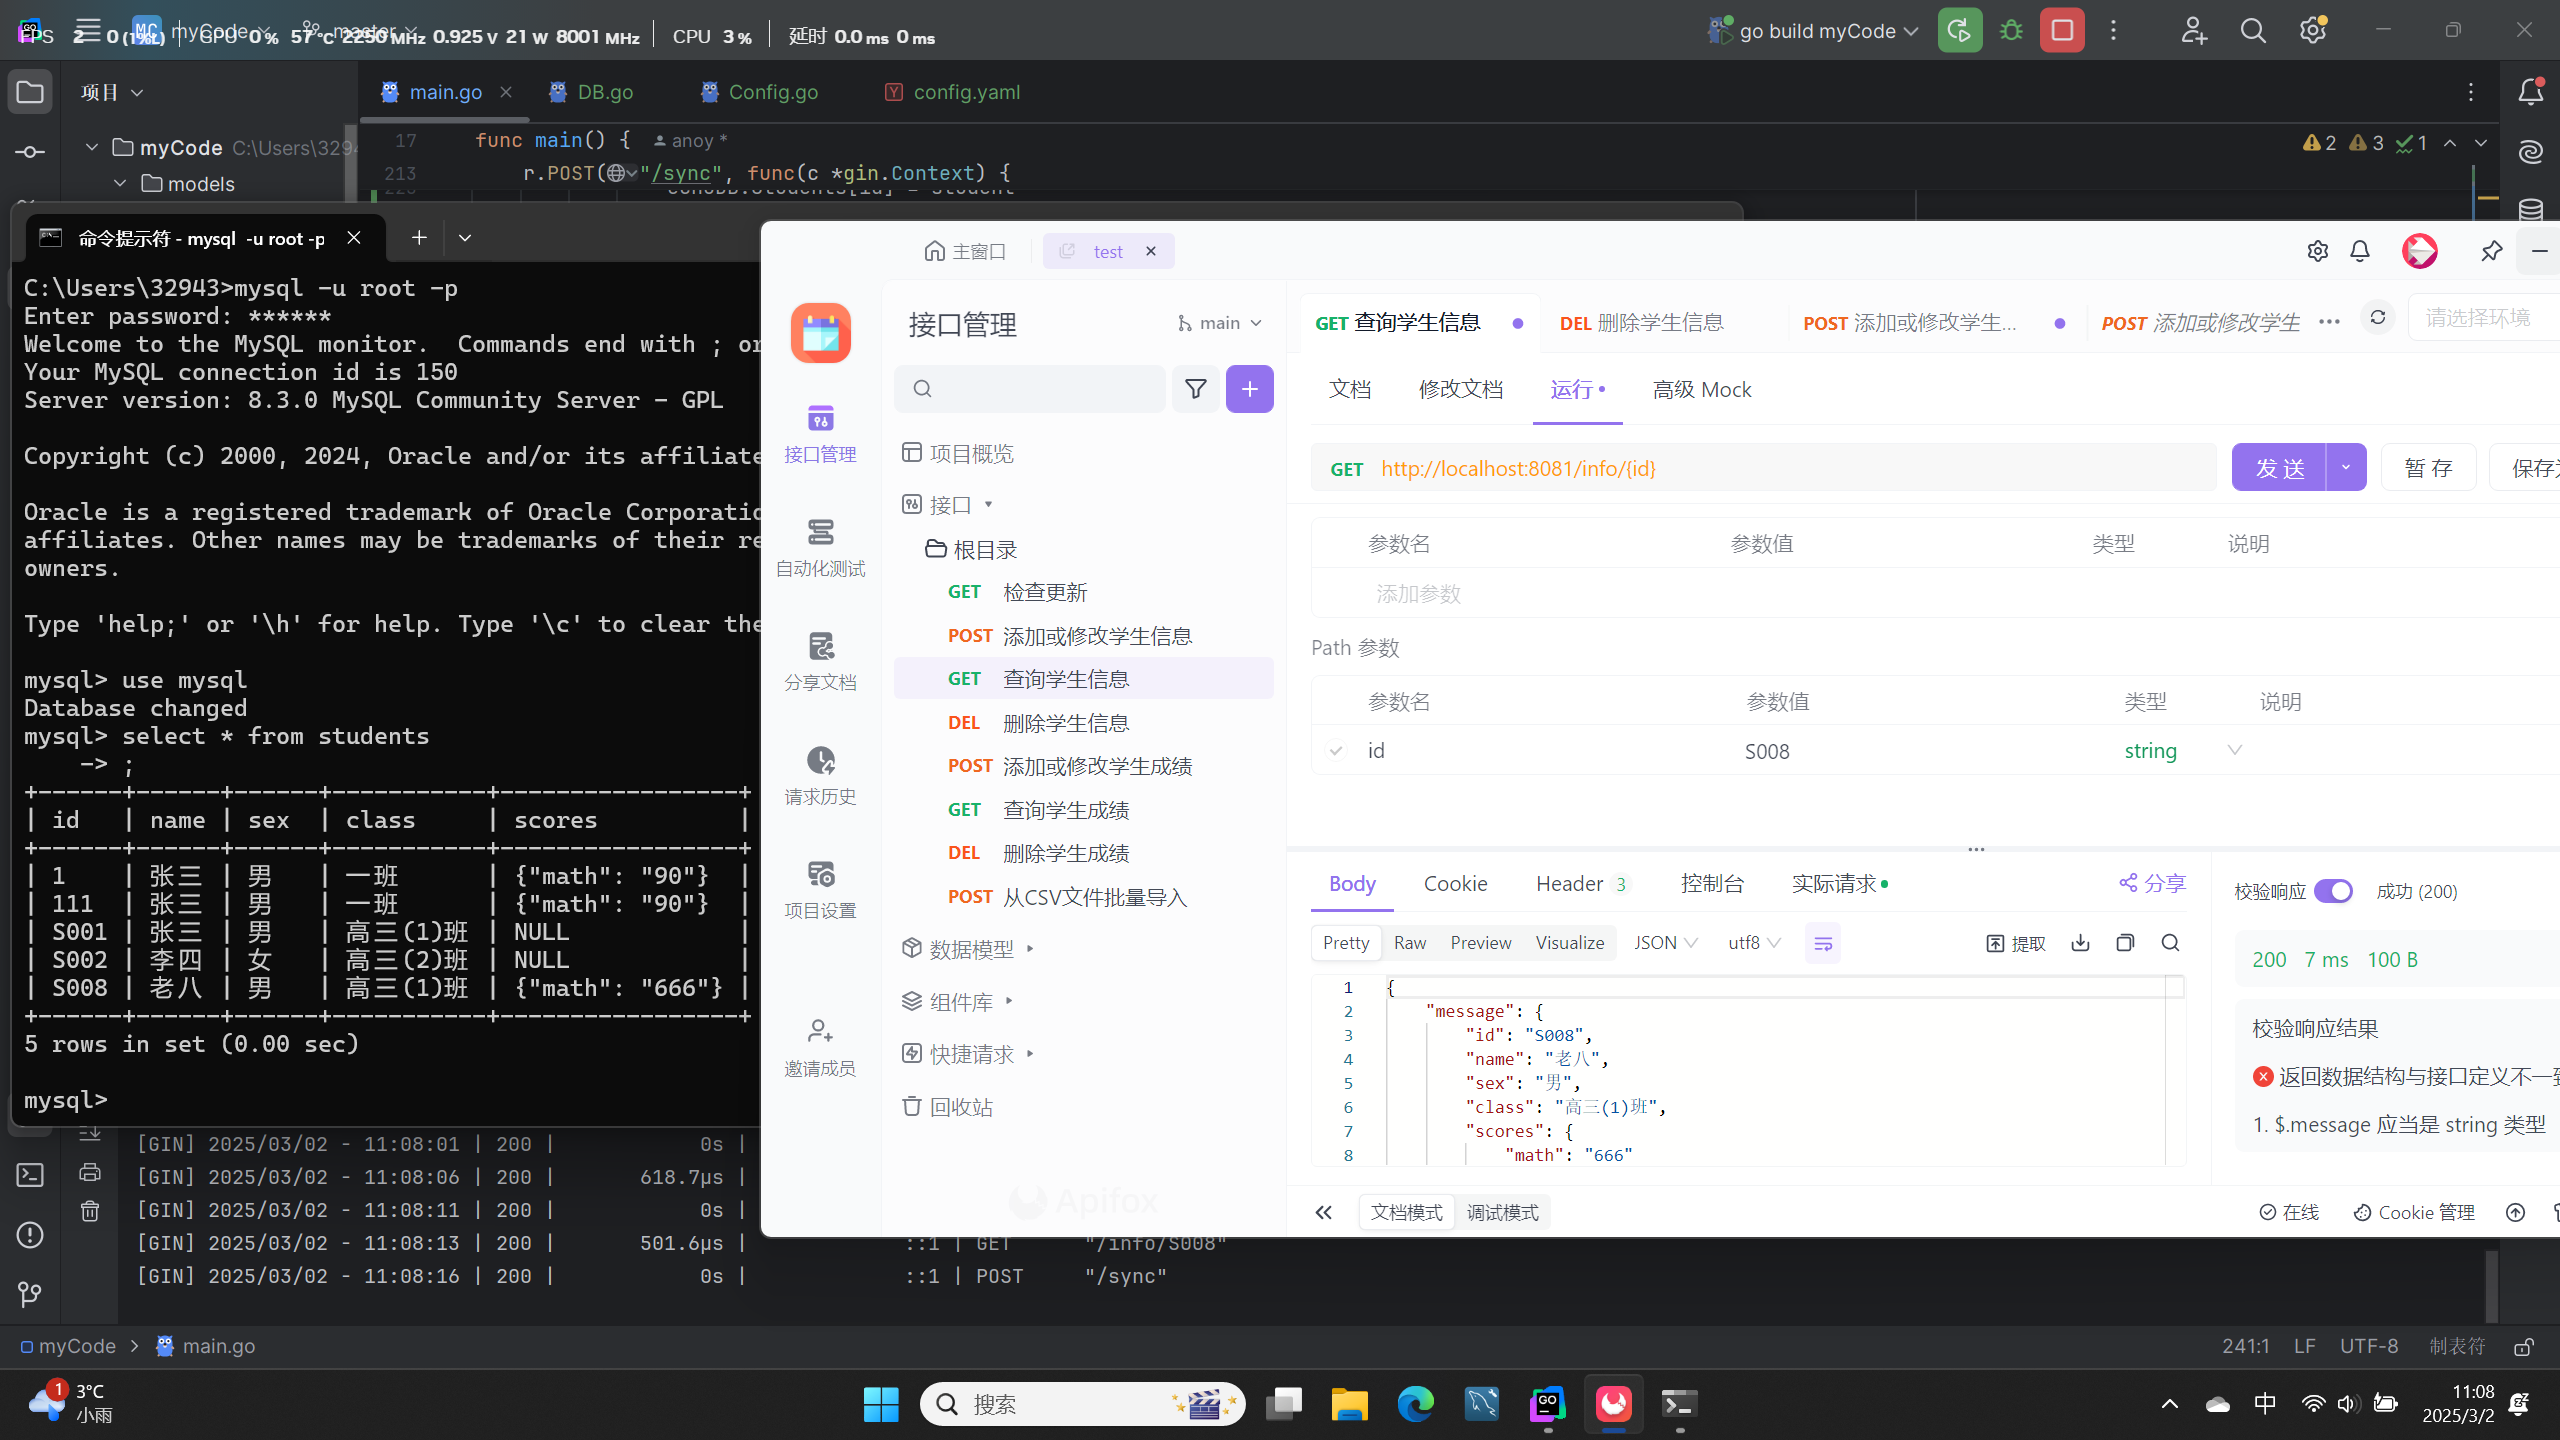 FPS 2 0 (1%L) GPU 0 % 57 °C 2250 MHz 0.925 V 21 W 8001 MHz CPU 3 % 延时 0.0 ms 0 ms
MC myCode master
go build myCode
项目
main.go
DB.go
Config.go
config.yaml
17 func main() { anoy *
2 3 1
213 r.POST("/sync", func(c *gin.Context) {
myCode C:\Users\3294
models
命令提示符 - mysql -u root -p
C:\Users\32943>mysql -u root -p
Enter password: ******
Welcome to the MySQL monitor. Commands end with ; or
Your MySQL connection id is 150
Server version: 8.3.0 MySQL Community Server - GPL
Copyright (c) 2000, 2024, Oracle and/or its affiliate
Oracle is a registered trademark of Oracle Corporatio
affiliates. Other names may be trademarks of their re
owners.
Type 'help;' or '\h' for help. Type '\c' to clear the
mysql> use mysql
Database changed
mysql> select * from students
-> ;
+------+------+------+-----------+-----------------+
| id | name | sex | class | scores |
+------+------+------+-----------+-----------------+
| 1 | 张三 | 男 | 一班 | {"math": "90"} |
| 111 | 张三 | 男 | 一班 | {"math": "90"} |
| S001 | 张三 | 男 | 高三(1)班 | NULL |
| S002 | 李四 | 女 | 高三(2)班 | NULL |
| S008 | 老八 | 男 | 高三(1)班 | {"math": "666"} |
+------+------+------+-----------+-----------------+
5 rows in set (0.00 sec)
mysql>
主窗口
test
接口管理
自动化测试
分享文档
请求历史
项目设置
邀请成员
接口管理
main
项目概览
接口
根目录
GET 检查更新
POST 添加或修改学生信息
GET 查询学生信息
DEL 删除学生信息
POST 添加或修改学生成绩
GET 查询学生成绩
DEL 删除学生成绩
POST 从CSV文件批量导入
数据模型
组件库
快捷请求
回收站
Apifox
GET 查询学生信息
DEL 删除学生信息
POST 添加或修改学生...
POST 添加或修改学生
请选择环境
文档
修改文档
运行
高级 Mock
GET http://localhost:8081/info/{id}
发 送
暂 存
参数名 参数值 类型 说明
添加参数
Path 参数
参数名 参数值 类型 说明
id S008 string
Body Cookie Header 3 控制台 实际请求
分享
Pretty Raw Preview Visualize JSON utf8
提取
1 {
2 "message": {
3 "id": "S008",
4 "name": "老八",
5 "sex": "男",
6 "class": "高三(1)班",
7 "scores": {
8 "math": "666"
校验响应 成功 (200)
200 7 ms 100 B
校验响应结果
返回数据结构与接口定义不一
1. $.message 应当是 string 类型
文档模式 调试模式
在线
Cookie 管理
[GIN] 2025/03/02 - 11:08:01 | 200 | 0s |
[GIN] 2025/03/02 - 11:08:06 | 200 | 618.7µs |
[GIN] 2025/03/02 - 11:08:11 | 200 | 0s |
[GIN] 2025/03/02 - 11:08:13 | 200 | 501.6µs | ::1 | GET "/info/S008"
[GIN] 2025/03/02 - 11:08:16 | 200 | 0s | ::1 | POST "/sync"
myCode
main.go
241:1 LF UTF-8 制表符
1
3°C
小雨
搜索
中
11:08
2025/3/2